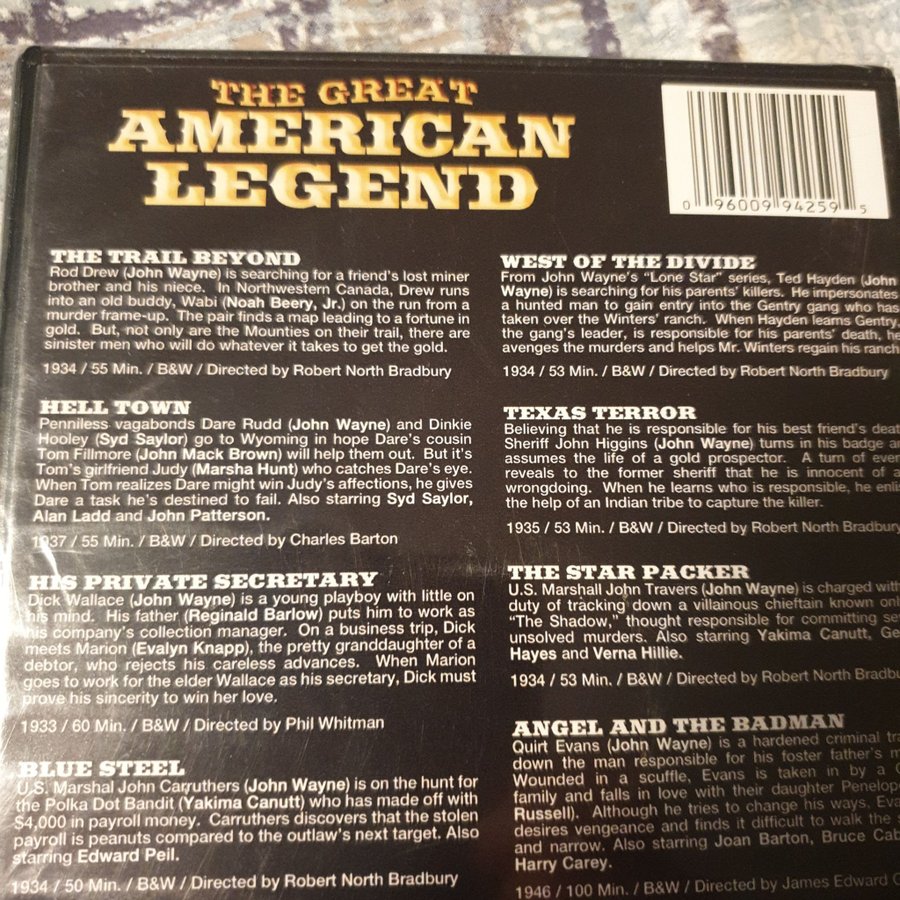 THE GREAT
AMERICAN
LEGEND
0 96009 94259 5
THE TRAIL BEYOND
Rod Drew (John Wayne) is searching for a friend's lost miner
brother and his niece. In Northwestern Canada, Drew runs
into an old buddy, Wabi (Noah Beery, Jr.) on the run from a
murder frame-up. The pair finds a map leading to a fortune in
gold. But, not only are the Mounties on their trail, there are
sinister men who will do whatever it takes to get the gold.
1934 / 55 Min. / B&W / Directed by Robert North Bradbury
HELL TOWN
Penniless vagabonds Dare Rudd (John Wayne) and Dinkie
Hooley (Syd Saylor) go to Wyoming in hope Dare's cousin
Tom Fillmore (John Mack Brown) will help them out. But it's
Tom's girlfriend Judy (Marsha Hunt) who catches Dare's eye.
When Tom realizes Dare might win Judy's affections, he gives
Dare a task he's destined to fail. Also starring Syd Saylor,
Alan Ladd and John Patterson.
1937 / 55 Min. / B&W / Directed by Charles Barton
HIS PRIVATE SECRETARY
Dick Wallace (John Wayne) is a young playboy with little on
his mind. His father (Reginald Barlow) puts him to work as
his company's collection manager. On a business trip, Dick
meets Marion (Evalyn Knapp), the pretty granddaughter of a
debtor, who rejects his careless advances. When Marion
goes to work for the elder Wallace as his secretary, Dick must
prove his sincerity to win her love.
1933 / 60 Min. / B&W / Directed by Phil Whitman
BLUE STEEL
U.S. Marshal John Carruthers (John Wayne) is on the hunt for
the Polka Dot Bandit (Yakima Canutt) who has made off with
$4,000 in payroll money. Carruthers discovers that the stolen
payroll is peanuts compared to the outlaw's next target. Also
starring Edward Peil.
1934 / 50 Min. / B&W / Directed by Robert North Bradbury
WEST OF THE DIVIDE
From John Wayne's "Lone Star" series, Ted Hayden (John
Wayne) is searching for his parents' killers. He impersonates
a hunted man to gain entry into the Gentry gang who has
taken over the Winters' ranch. When Hayden learns Gentry,
the gang's leader, is responsible for his parents' death, he
avenges the murders and helps Mr. Winters regain his ranch
1934 / 53 Min. / B&W / Directed by Robert North Bradbury
TEXAS TERROR
Believing that he is responsible for his best friend's deat
Sheriff John Higgins (John Wayne) turns in his badge a
assumes the life of a gold prospector. A turn of even
reveals to the former sheriff that he is innocent of a
wrongdoing. When he learns who is responsible, he enli
the help of an Indian tribe to capture the killer.
1935 / 53 Min. / B&W / Directed by Robert North Bradbury
THE STAR PACKER
U.S. Marshall John Travers (John Wayne) is charged with
duty of tracking down a villainous chieftain known onl
"The Shadow," thought responsible for committing se
unsolved murders. Also starring Yakima Canutt, Ge
Hayes and Verna Hillie.
1934 / 53 Min. / B&W / Directed by Robert North Bradbu
ANGEL AND THE BADMAN
Quirt Evans (John Wayne) is a hardened criminal tra
down the man responsible for his foster father's m
Wounded in a scuffle, Evans is taken in by a
family and falls in love with their daughter Penelop
Russell). Although he tries to change his ways, Eva
desires vengeance and finds it difficult to walk the s
and narrow. Also starring Joan Barton, Bruce Cab
Harry Carey.
1946 / 100 Min. / B&W / Directed by James Edward